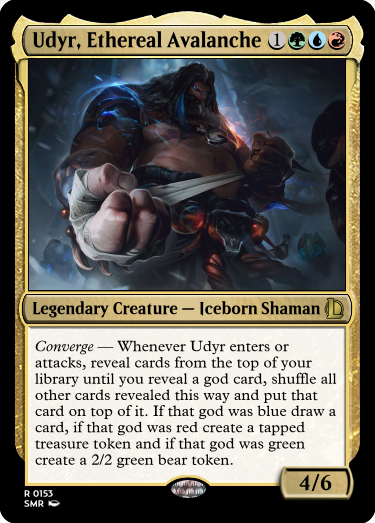 Udyr, Ethereal Avalanche 1
Legendary Creature — Iceborn Shaman
Converge — Whenever Udyr enters or
attacks, reveal cards from the top of your
library until you reveal a god card, shuffle all
other cards revealed this way and put that
card on top of it. If that god was blue draw a
card, if that god was red create a tapped
treasure token and if that god was green
create a 2/2 green bear token.
4/6
R 0153
SMR